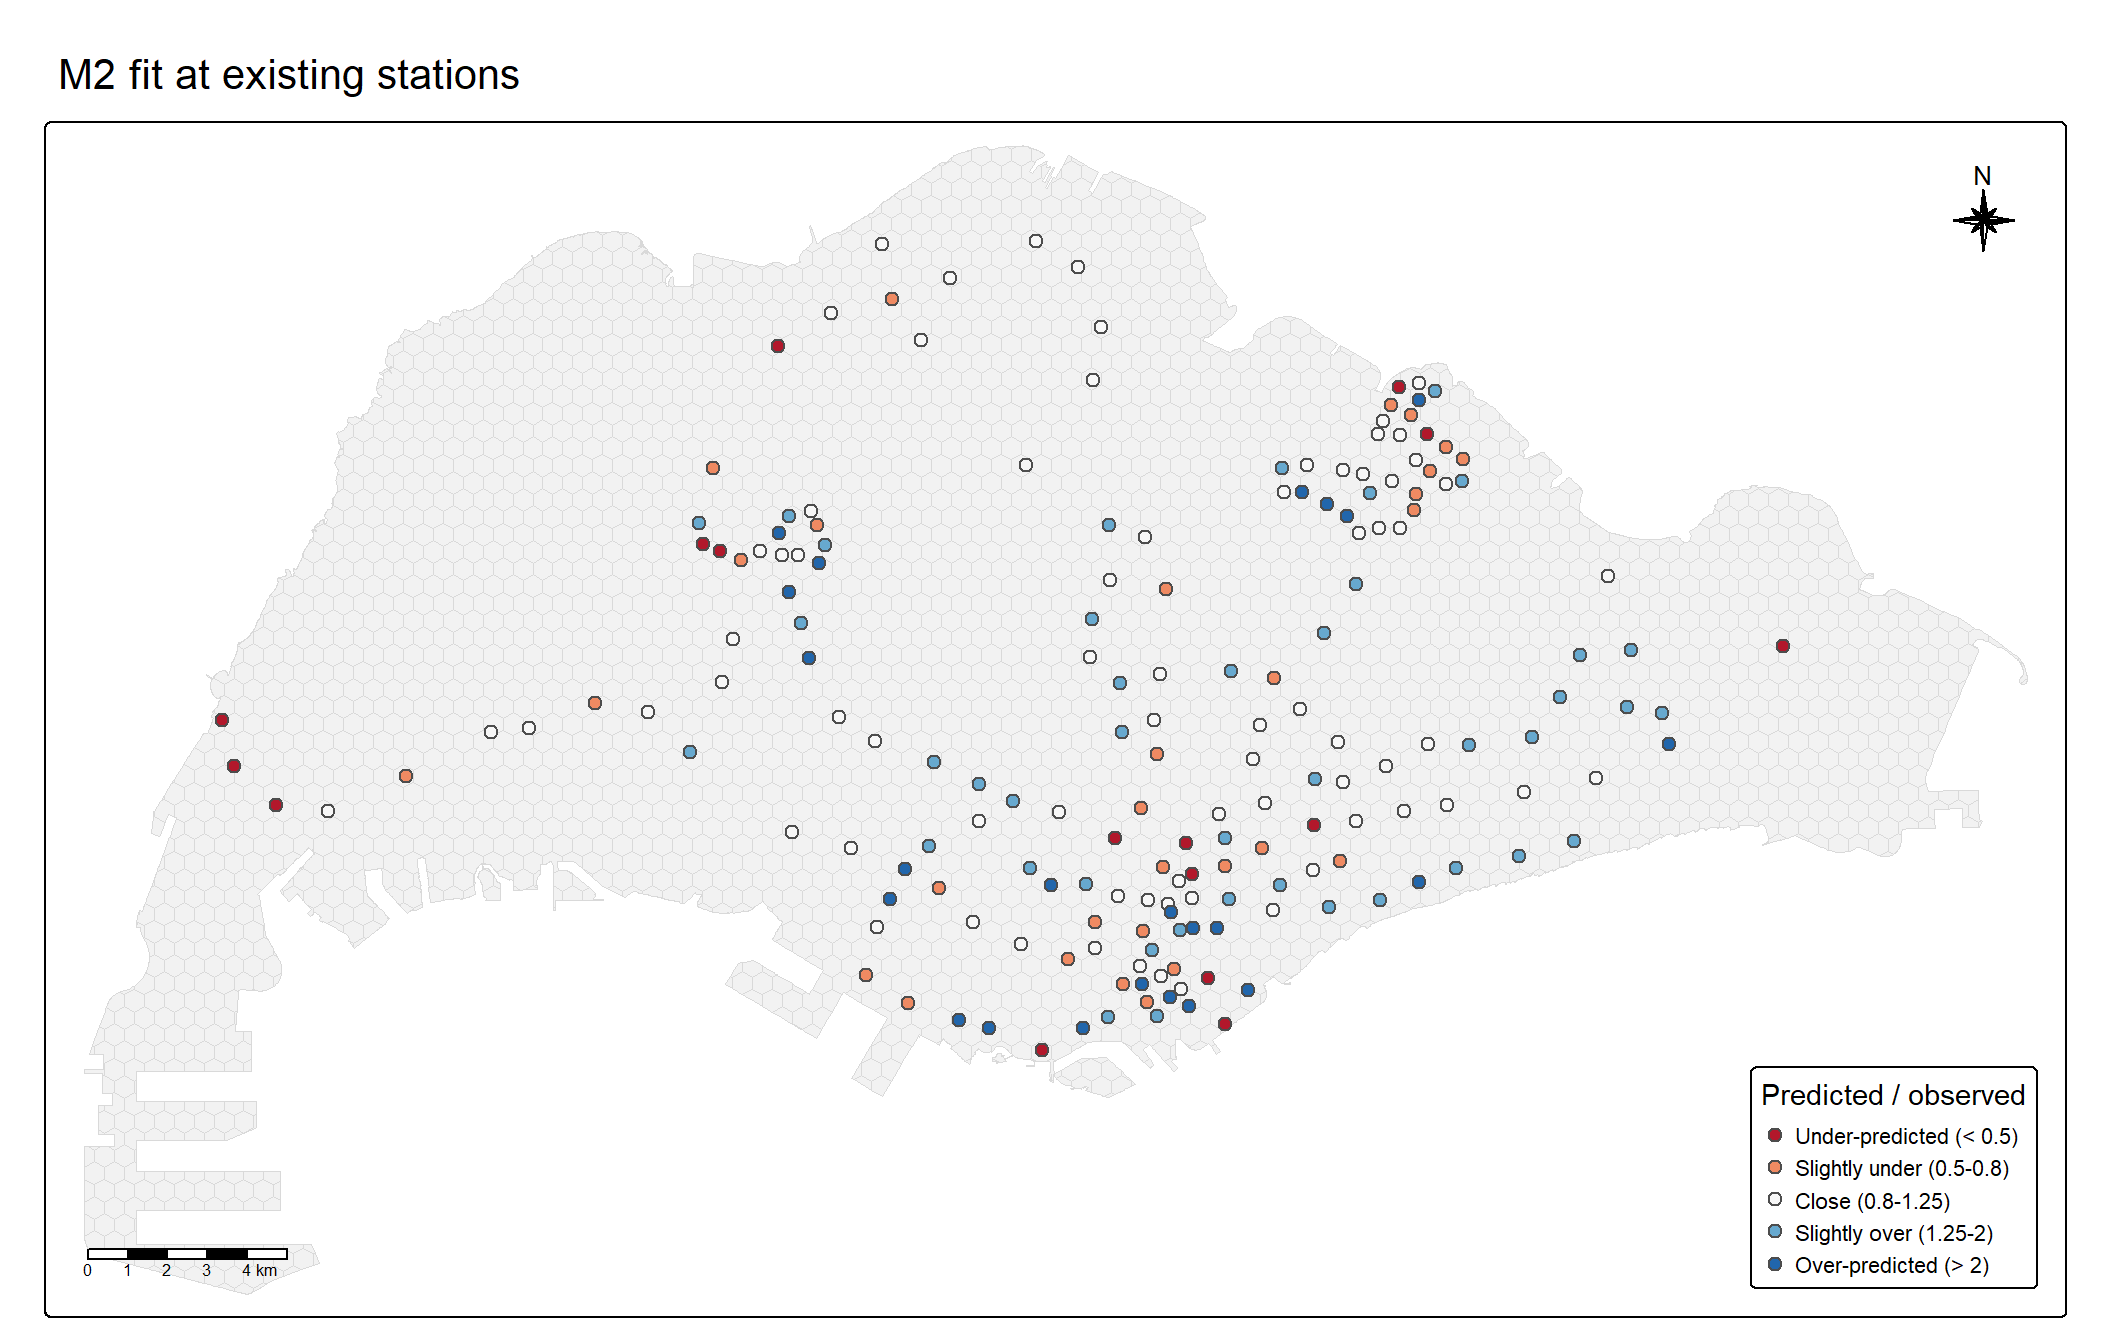 M2 fit at existing stations
N
Predicted / observed
Under-predicted (< 0.5)
Slightly under (0.5-0.8)
Close (0.8-1.25)
Slightly over (1.25-2)
Over-predicted (> 2)
0 1 2 3 4 km